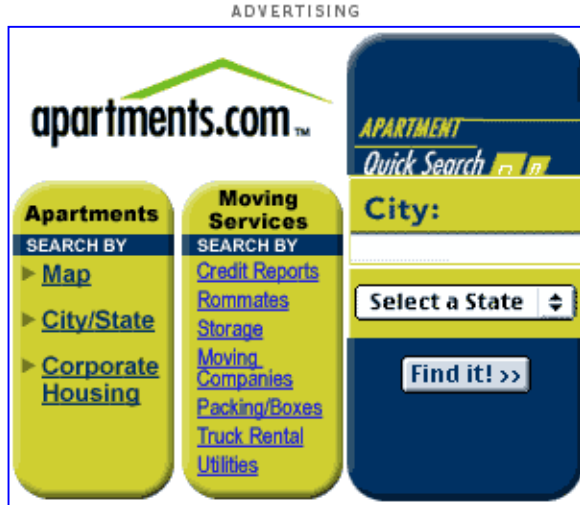 ADVERTISING
apartments.com™
APARTMENT
Quick Search
City:
Select a State
Find it! >>
Apartments
SEARCH BY
Map
City/State
Corporate
Housing
Moving
Services
SEARCH BY
Credit Reports
Rommates
Storage
Moving
Companies
Packing/Boxes
Truck Rental
Utilities